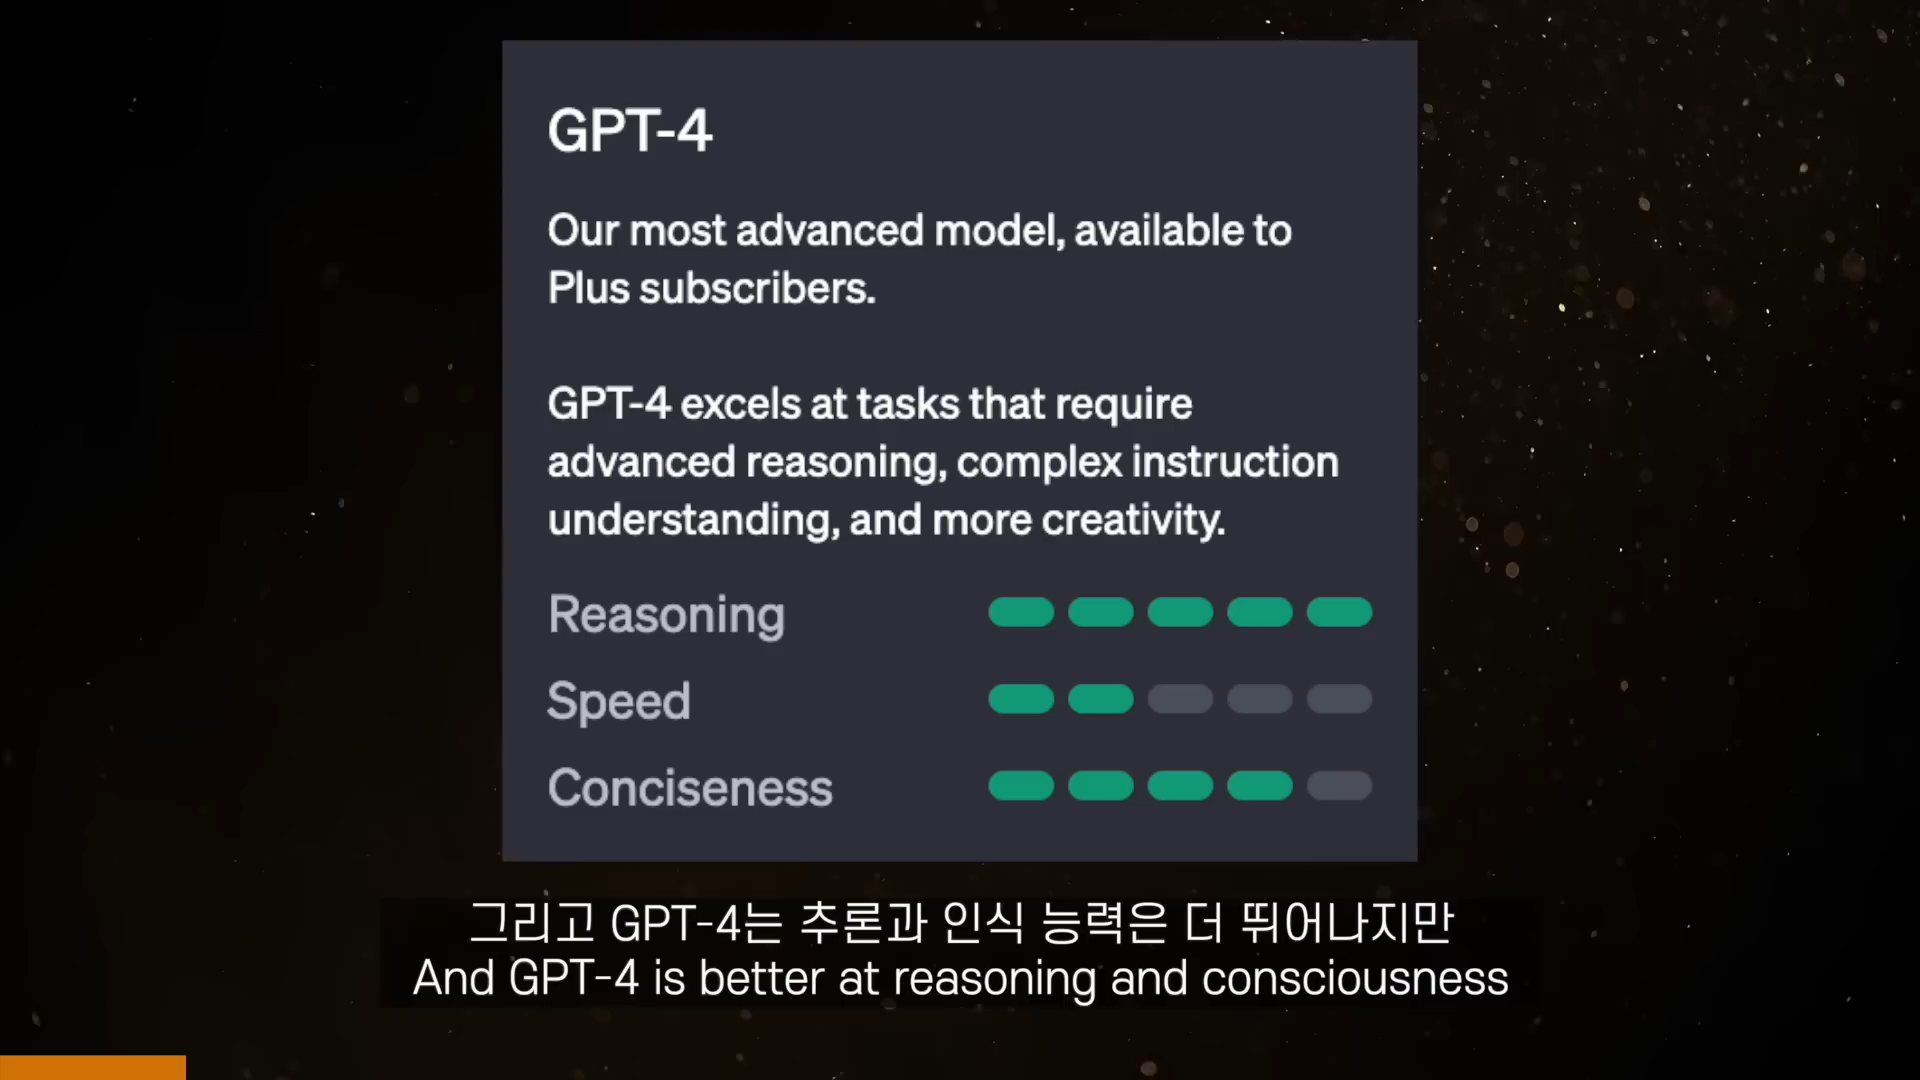 GPT-4
Our most advanced model, available to
Plus subscribers.
GPT-4 excels at tasks that require
advanced reasoning, complex instruction
understanding, and more creativity.
Reasoning
Speed
Conciseness
그리고 GPT-4는 추론과 인식 능력은 더 뛰어나지만
And GPT-4 is better at reasoning and consciousness